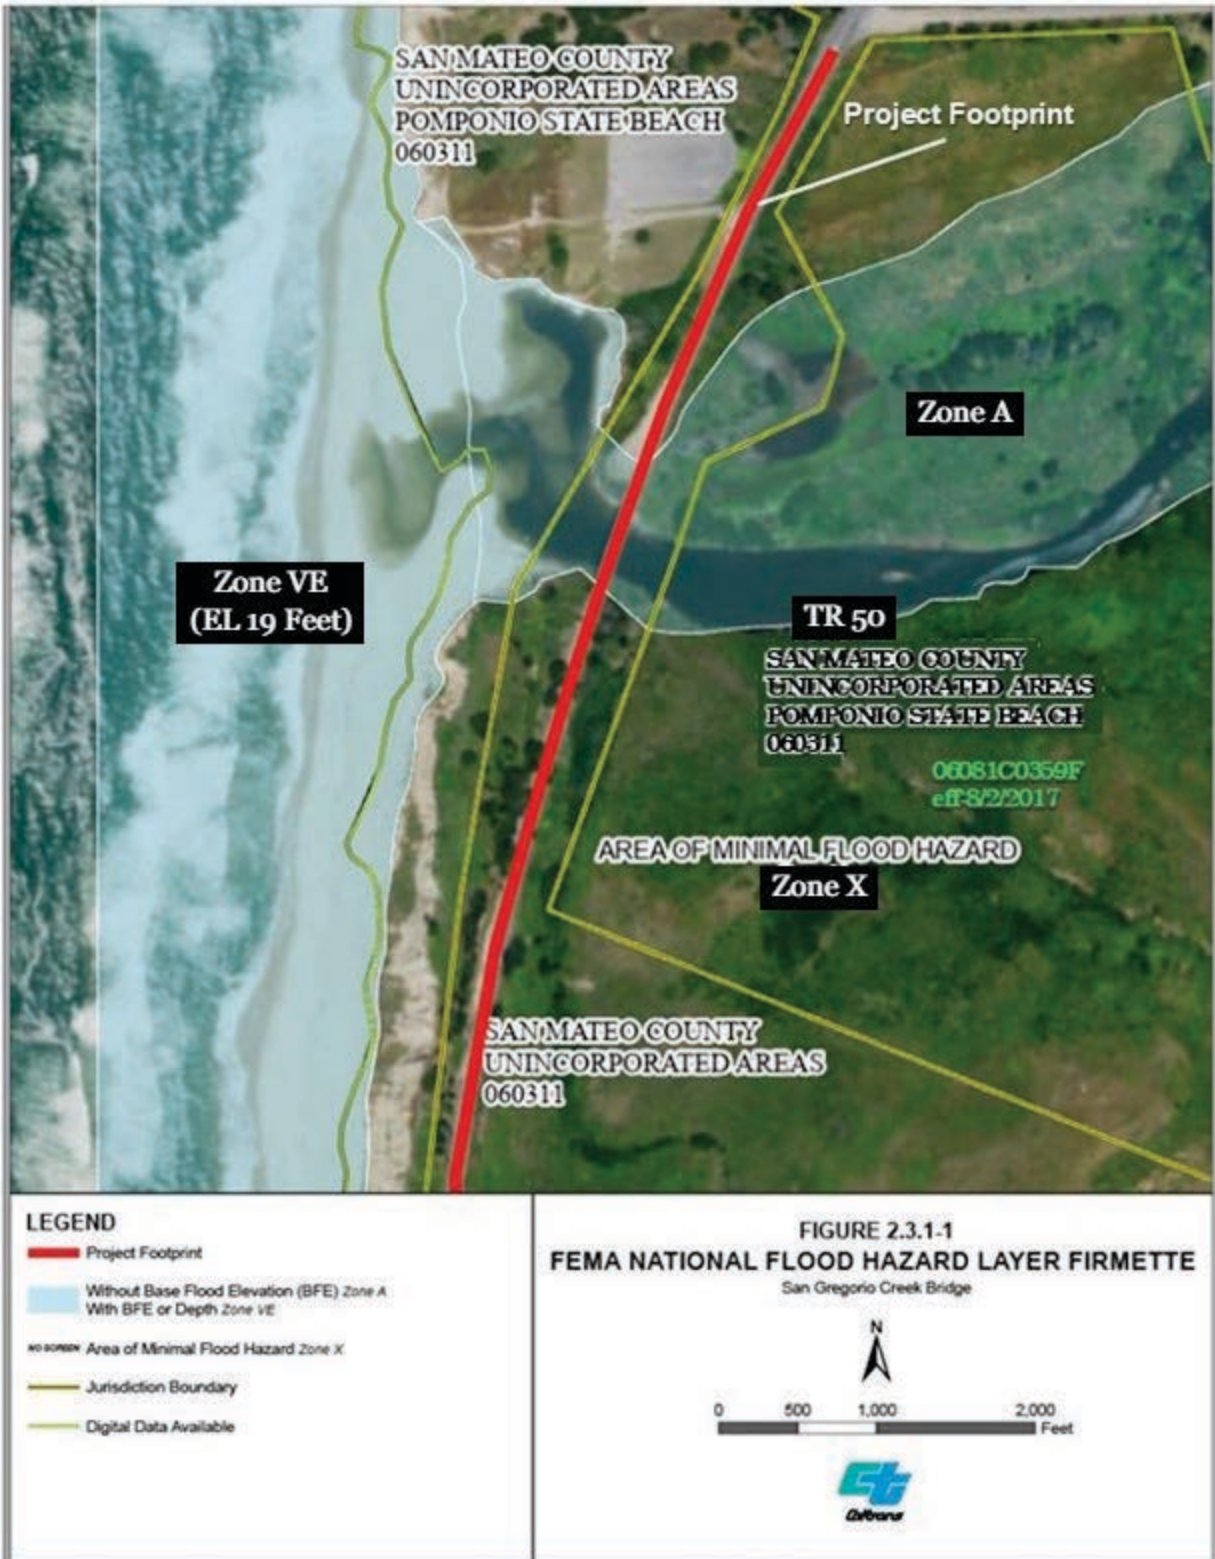 SAN MATEO COUNTY
UNINCORPORATED AREAS
POMPONIO STATE BEACH
060311
Project Footprint
Zone A
Zone VE
(EL 19 Feet)
TR 50
SAN MATEO COUNTY
UNINCORPORATED AREAS
POMPONIO STATE BEACH
060311
06081C0359F
eff 8/2/2017
AREA OF MINIMAL FLOOD HAZARD
Zone X
SAN MATEO COUNTY
UNINCORPORATED AREAS
060311
LEGEND
Project Footprint
Without Base Flood Elevation (BFE) Zone A
With BFE or Depth Zone VE
NO SCREEN Area of Minimal Flood Hazard Zone X
Jurisdiction Boundary
Digital Data Available
FIGURE 2.3.1-1
FEMA NATIONAL FLOOD HAZARD LAYER FIRMETTE
San Gregorio Creek Bridge
N
0 500 1,000 2,000
Feet
Caltrans